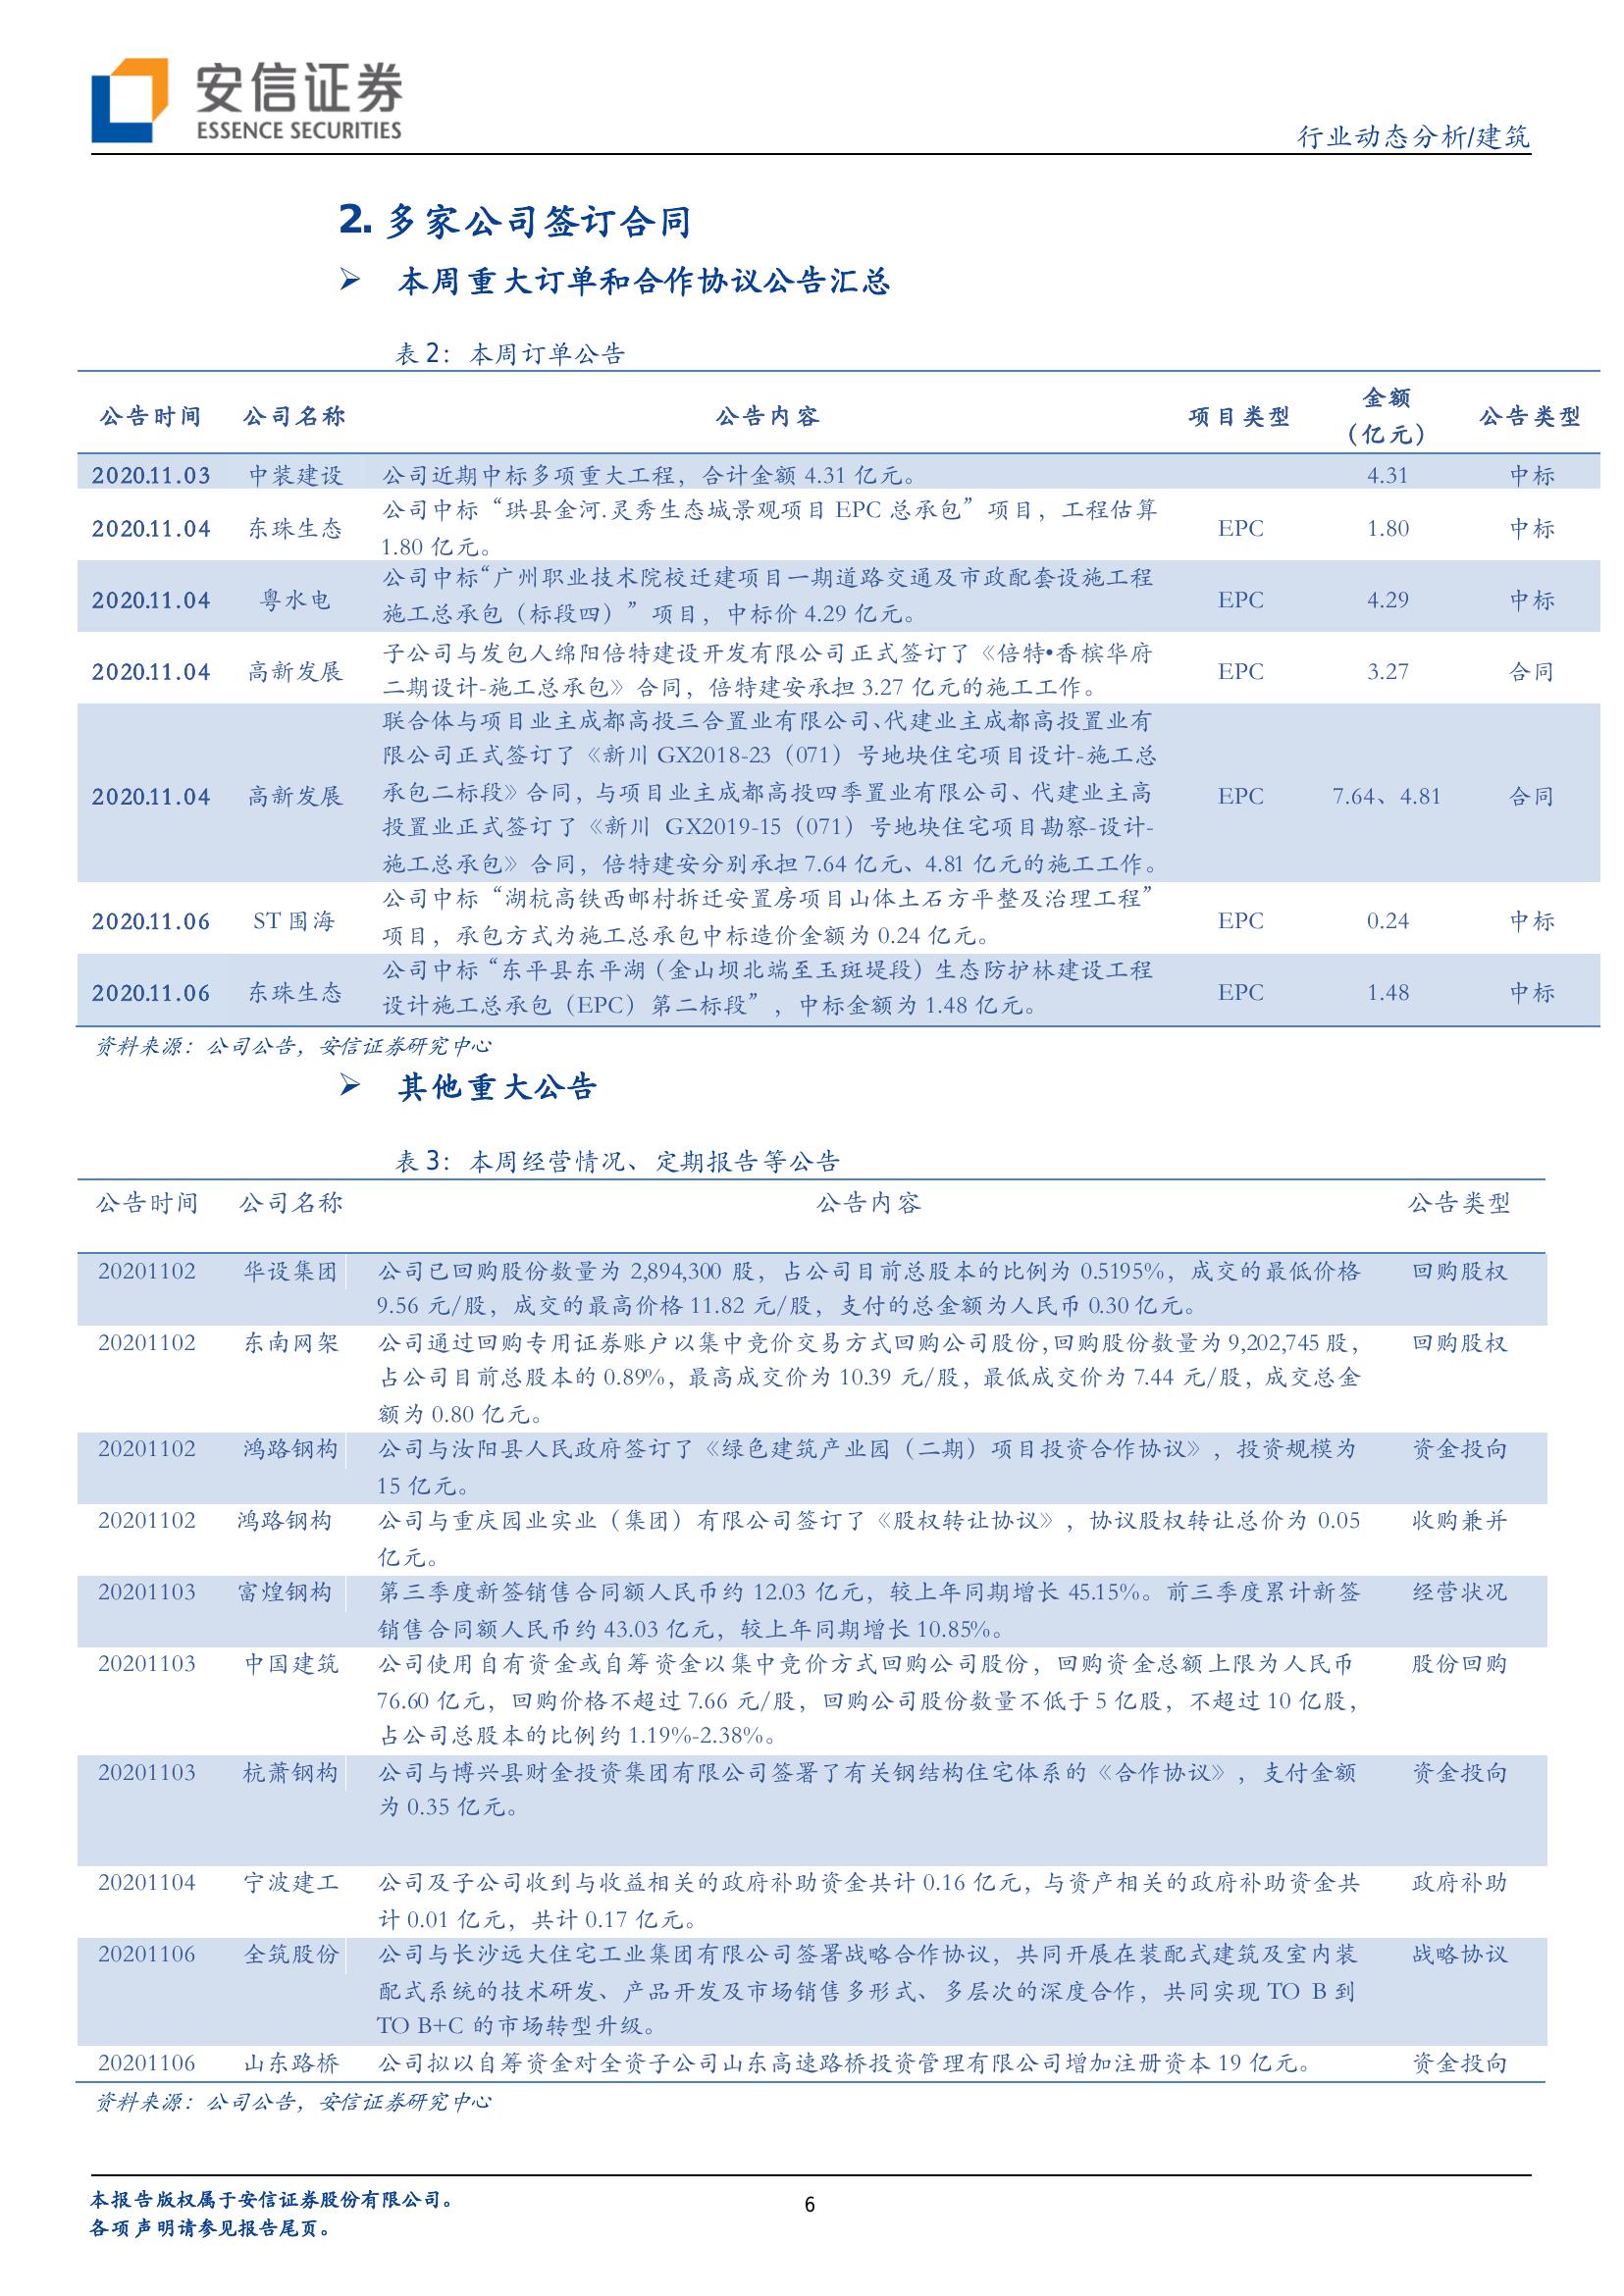 安信证券
ESSENCE SECURITIES
行业动态分析/建筑
2. 多家公司签订合同
➢ 本周重大订单和合作协议公告汇总
表 2：本周订单公告
公告时间 公司名称 公告内容 项目类型 金额（亿元） 公告类型
2020.11.03 中装建设 公司近期中标多项重大工程，合计金额 4.31 亿元。 4.31 中标
2020.11.04 东珠生态 公司中标“珙县金河.灵秀生态城景观项目 EPC 总承包”项目，工程估算
1.80 亿元。 EPC 1.80 中标
2020.11.04 粤水电 公司中标“广州职业技术院校迁建项目一期道路交通及市政配套设施工程
施工总承包（标段四）”项目，中标价 4.29 亿元。 EPC 4.29 中标
2020.11.04 高新发展 子公司与发包人绵阳倍特建设开发有限公司正式签订了《倍特•香槟华府
二期设计-施工总承包》合同，倍特建安承担 3.27 亿元的施工工作。 EPC 3.27 合同
2020.11.04 高新发展 联合体与项目业主成都高投三合置业有限公司、代建业主成都高投置业有
限公司正式签订了《新川 GX2018-23（071）号地块住宅项目设计-施工总
承包二标段》合同，与项目业主成都高投四季置业有限公司、代建业主高
投置业正式签订了《新川 GX2019-15（071）号地块住宅项目勘察-设计-
施工总承包》合同，倍特建安分别承担 7.64 亿元、4.81 亿元的施工工作。 EPC 7.64、4.81 合同
2020.11.06 ST 围海 公司中标“湖杭高铁西邮村拆迁安置房项目山体土石方平整及治理工程”
项目，承包方式为施工总承包中标造价金额为 0.24 亿元。 EPC 0.24 中标
2020.11.06 东珠生态 公司中标“东平县东平湖（金山坝北端至玉斑堤段）生态防护林建设工程
设计施工总承包（EPC）第二标段”，中标金额为 1.48 亿元。 EPC 1.48 中标
资料来源：公司公告，安信证券研究中心
➢ 其他重大公告
表 3：本周经营情况、定期报告等公告
公告时间 公司名称 公告内容 公告类型
20201102 华设集团 公司已回购股份数量为 2,894,300 股，占公司目前总股本的比例为 0.5195%，成交的最低价格 回购股权
9.56 元/股，成交的最高价格 11.82 元/股，支付的总金额为人民币 0.30 亿元。
20201102 东南网架 公司通过回购专用证券账户以集中竞价交易方式回购公司股份，回购股份数量为 9,202,745 股， 回购股权
占公司目前总股本的 0.89%，最高成交价为 10.39 元/股，最低成交价为 7.44 元/股，成交总金
额为 0.80 亿元。
20201102 鸿路钢构 公司与汝阳县人民政府签订了《绿色建筑产业园（二期）项目投资合作协议》，投资规模为 资金投向
15 亿元。
20201102 鸿路钢构 公司与重庆园业实业（集团）有限公司签订了《股权转让协议》，协议股权转让总价为 0.05 收购兼并
亿元。
20201103 富煌钢构 第三季度新签销售合同额人民币约 12.03 亿元，较上年同期增长 45.15%。前三季度累计新签 经营状况
销售合同额人民币约 43.03 亿元，较上年同期增长 10.85%。
20201103 中国建筑 公司使用自有资金或自筹资金以集中竞价方式回购公司股份，回购资金总额上限为人民币 股份回购
76.60 亿元，回购价格不超过 7.66 元/股，回购公司股份数量不低于 5 亿股，不超过 10 亿股，
占公司总股本的比例约 1.19%-2.38%。
20201103 杭萧钢构 公司与博兴县财金投资集团有限公司签署了有关钢结构住宅体系的《合作协议》，支付金额 资金投向
为 0.35 亿元。
20201104 宁波建工 公司及子公司收到与收益相关的政府补助资金共计 0.16 亿元，与资产相关的政府补助资金共 政府补助
计 0.01 亿元，共计 0.17 亿元。
20201106 全筑股份 公司与长沙远大住宅工业集团有限公司签署战略合作协议，共同开展在装配式建筑及室内装 战略协议
配式系统的技术研发、产品开发及市场销售多形式、多层次的深度合作，共同实现 TO B 到
TO B+C 的市场转型升级。
20201106 山东路桥 公司拟以自筹资金对全资子公司山东高速路桥投资管理有限公司增加注册资本 19 亿元。 资金投向
资料来源：公司公告，安信证券研究中心
本报告版权属于安信证券股份有限公司。
各项声明请参见报告尾页。
6